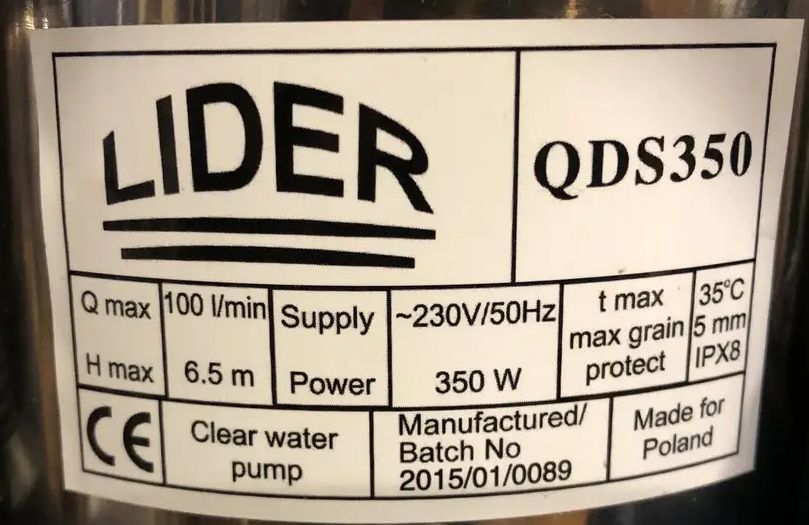 LIDER
QDS350
Q max 100 l/min
H max 6.5 m
Supply ~230V/50Hz
Power 350 W
t max 35°C
max grain 5 mm
protect IPX8
CE
Clear water
pump
Manufactured/
Batch No
2015/01/0089
Made for
Poland